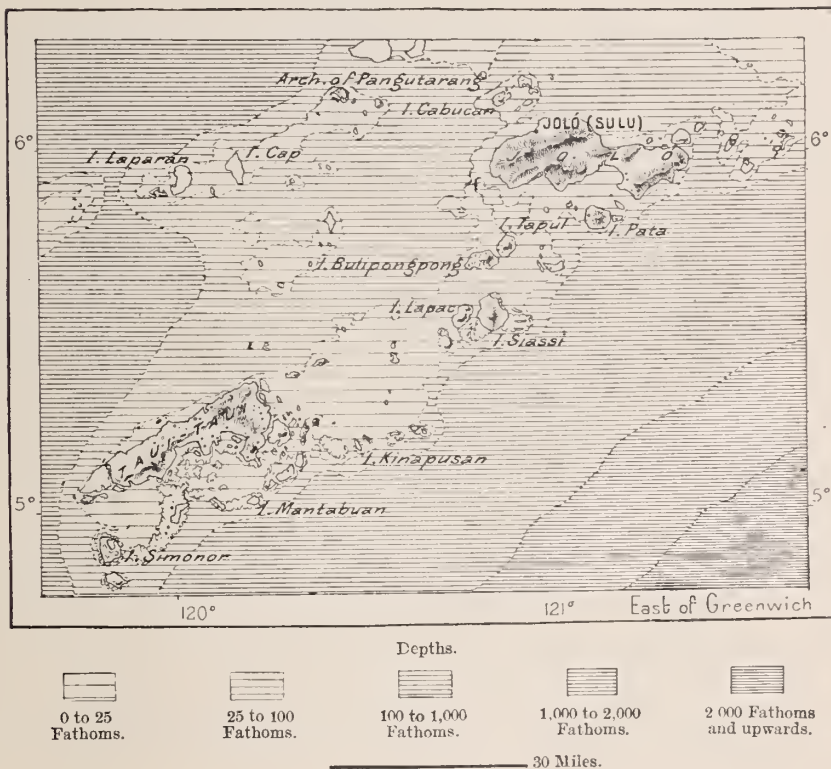 Arch. of Pangutarang
I. Cabucan
JOLÓ (SULU)
6°
6°
I. Laparan
I. Cap
J O L O
I. Tapul
I. Pata
I. Bulipongpong
I. Lapac
I. Siassi
TAUI-TAUI
I. Kinapusan
5°
5°
I. Mantabuan
I. Simonor
120°
121°
East of Greenwich
Depths.
0 to 25
Fathoms.
25 to 100
Fathoms.
100 to 1,000
Fathoms.
1,000 to 2,000
Fathoms.
2 000 Fathoms
and upwards.
30 Miles.